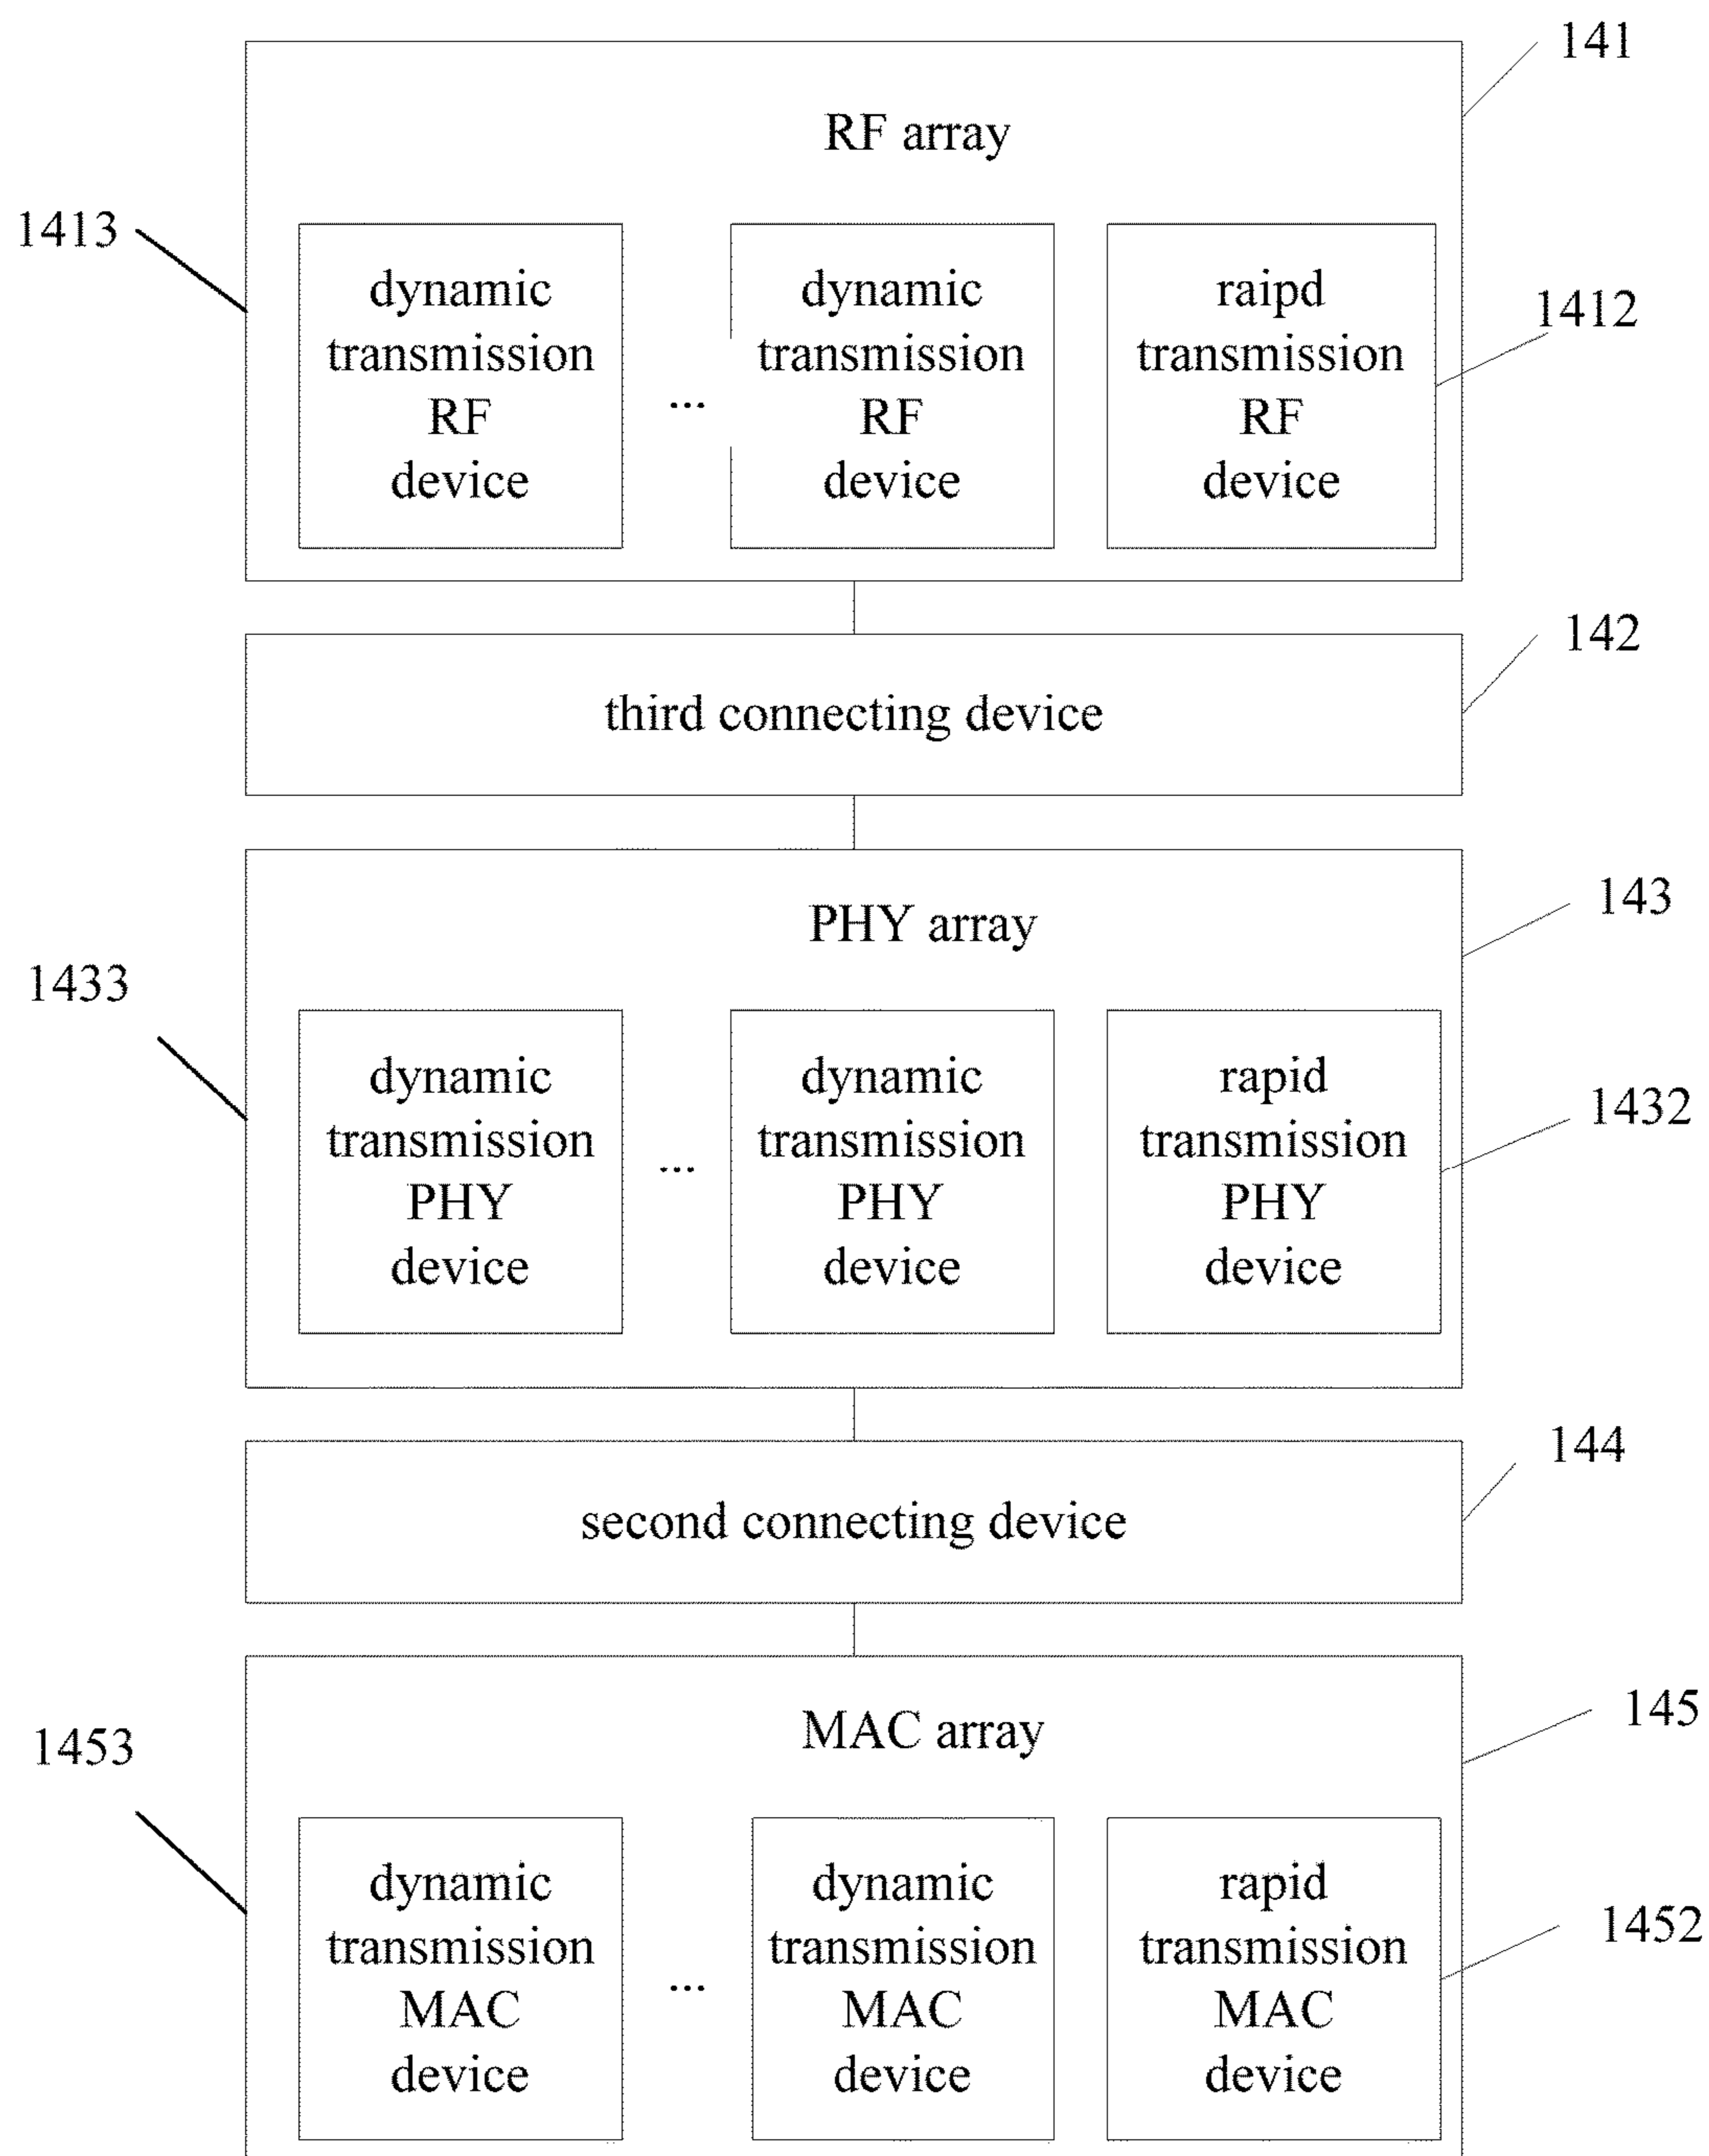 141
RF array
1413
dynamic
transmission
RF
device
...
dynamic
transmission
RF
device
raipd
transmission
RF
device
1412
142
third connecting device
143
PHY array
1433
dynamic
transmission
PHY
device
...
dynamic
transmission
PHY
device
rapid
transmission
PHY
device
1432
144
second connecting device
145
MAC array
1453
dynamic
transmission
MAC
device
...
dynamic
transmission
MAC
device
rapid
transmission
MAC
device
1452